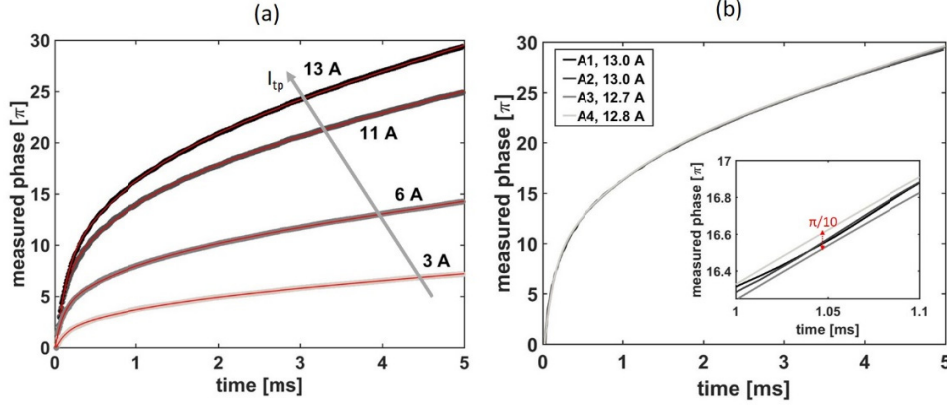 (a)
30
25
20
15
10
5
0
measured phase [π]
0
1
2
3
4
5
time [ms]
13 A
11 A
6 A
3 A
I_tp
(b)
30
25
20
15
10
5
0
measured phase [π]
0
1
2
3
4
5
time [ms]
A1, 13.0 A
A2, 13.0 A
A3, 12.7 A
A4, 12.8 A
17
16.8
16.6
16.4
measured phase [π]
1
1.05
1.1
time [ms]
π/10